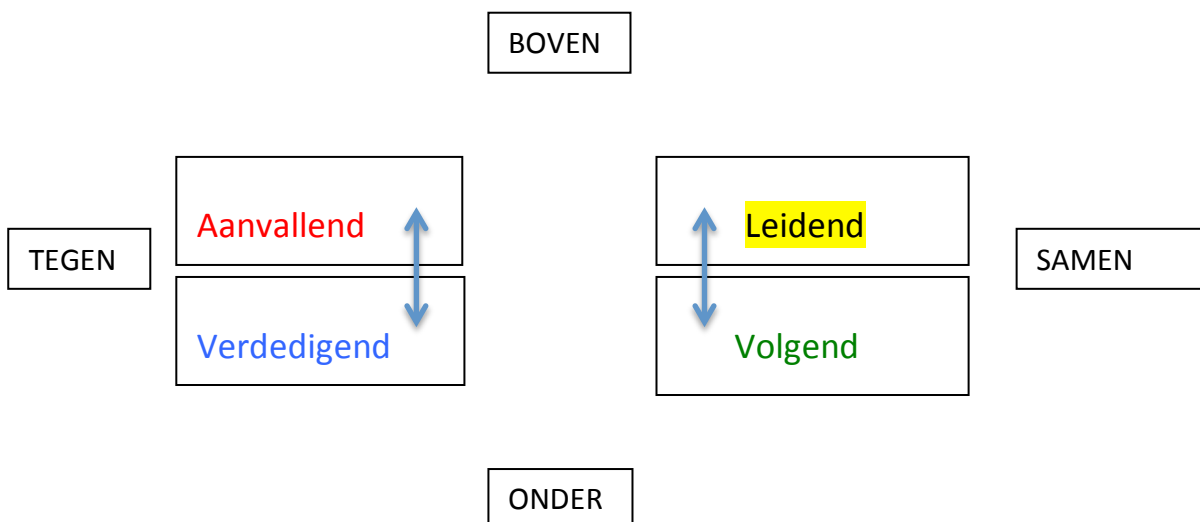 BOVEN
Aanvallend
Leidend
TEGEN
SAMEN
Verdedigend
Volgend
ONDER